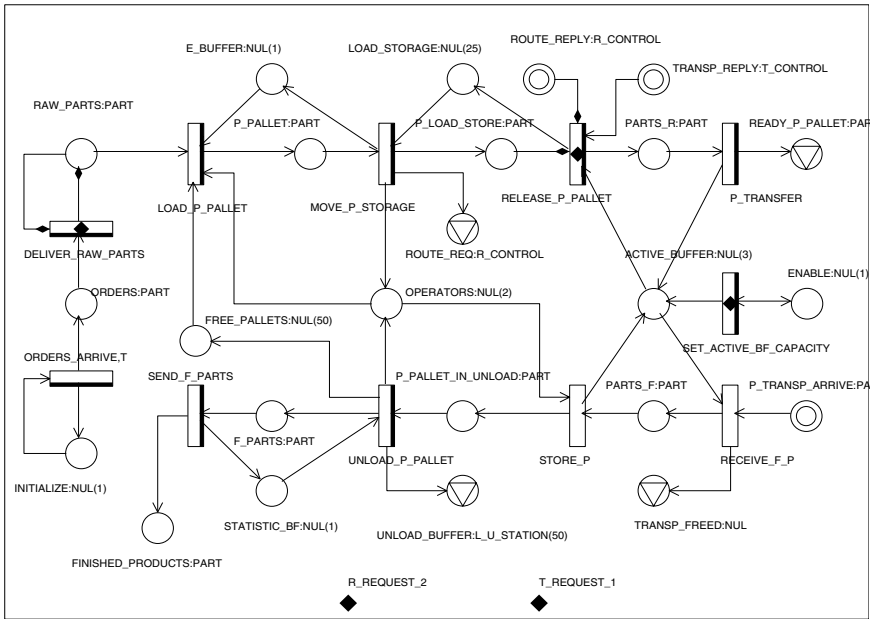 ROUTE_REPLY:R_CONTROL
E_BUFFER:NUL(1)
LOAD_STORAGE:NUL(25)
TRANSP_REPLY:T_CONTROL
RAW_PARTS:PART
P_PALLET:PART
P_LOAD_STORE:PART
PARTS_R:PART
READY_P_PALLET:PAR
LOAD_P_PALLET
MOVE_P_STORAGE
RELEASE_P_PALLET
P_TRANSFER
DELIVER_RAW_PARTS
ROUTE_REQ:R_CONTROL
ACTIVE_BUFFER:NUL(3)
ENABLE:NUL(1)
ORDERS:PART
OPERATORS:NUL(2)
FREE_PALLETS:NUL(50)
SET_ACTIVE_BF_CAPACITY
ORDERS_ARRIVE,T
SEND_F_PARTS
P_PALLET_IN_UNLOAD:PART
PARTS_F:PART
P_TRANSP_ARRIVE:PA
F_PARTS:PART
UNLOAD_P_PALLET
STORE_P
RECEIVE_F_P
INITIALIZE:NUL(1)
STATISTIC_BF:NUL(1)
TRANSP_FREED:NUL
UNLOAD_BUFFER:L_U_STATION(50)
FINISHED_PRODUCTS:PART
R_REQUEST_2
T_REQUEST_1